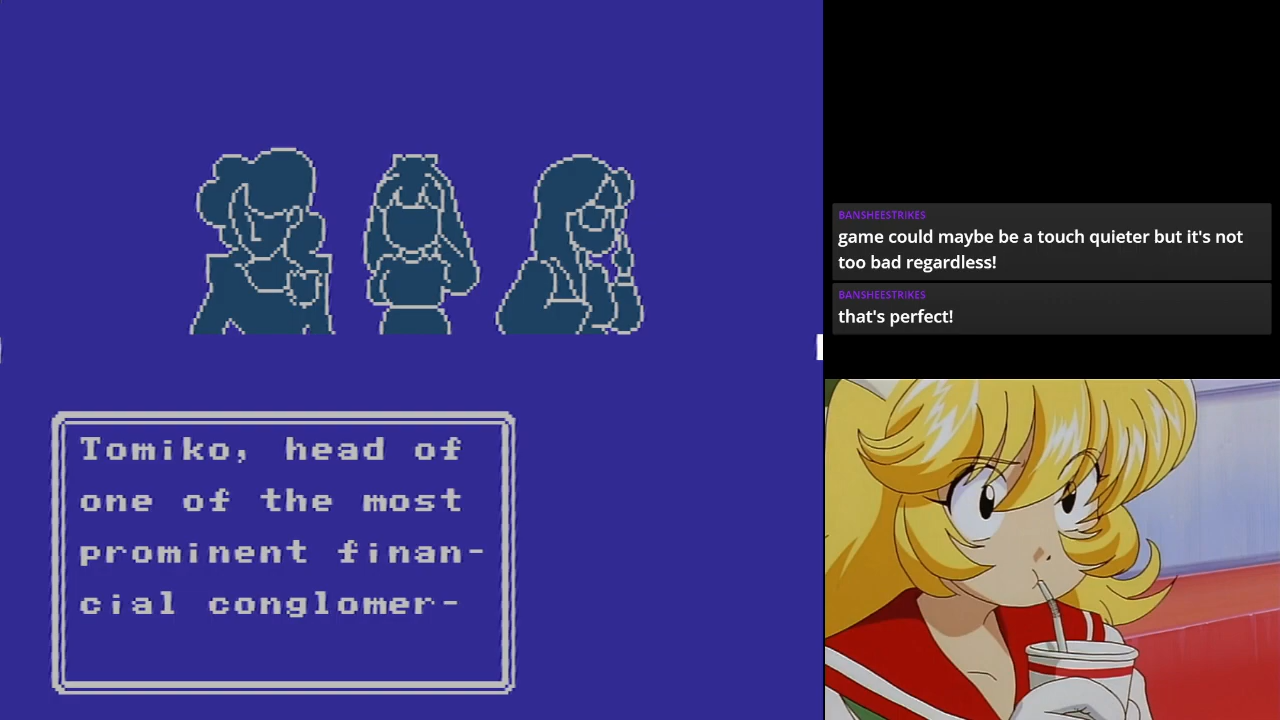 Tomiko, head of
one of the most
prominent finan-
cial conglomer-
BANSHEESTRIKES
game could maybe be a touch quieter but it's not
too bad regardless!
BANSHEESTRIKES
that's perfect!